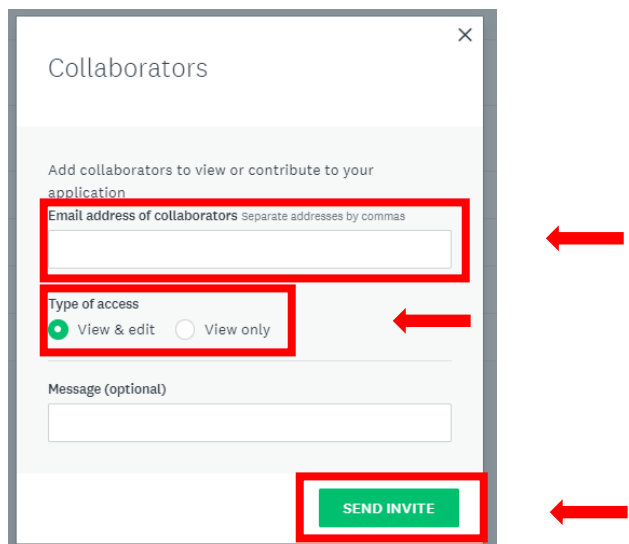 Collaborators
Add collaborators to view or contribute to your
application
Email address of collaborators Separate addresses by commas
Type of access
View & edit View only
Message (optional)
SEND INVITE